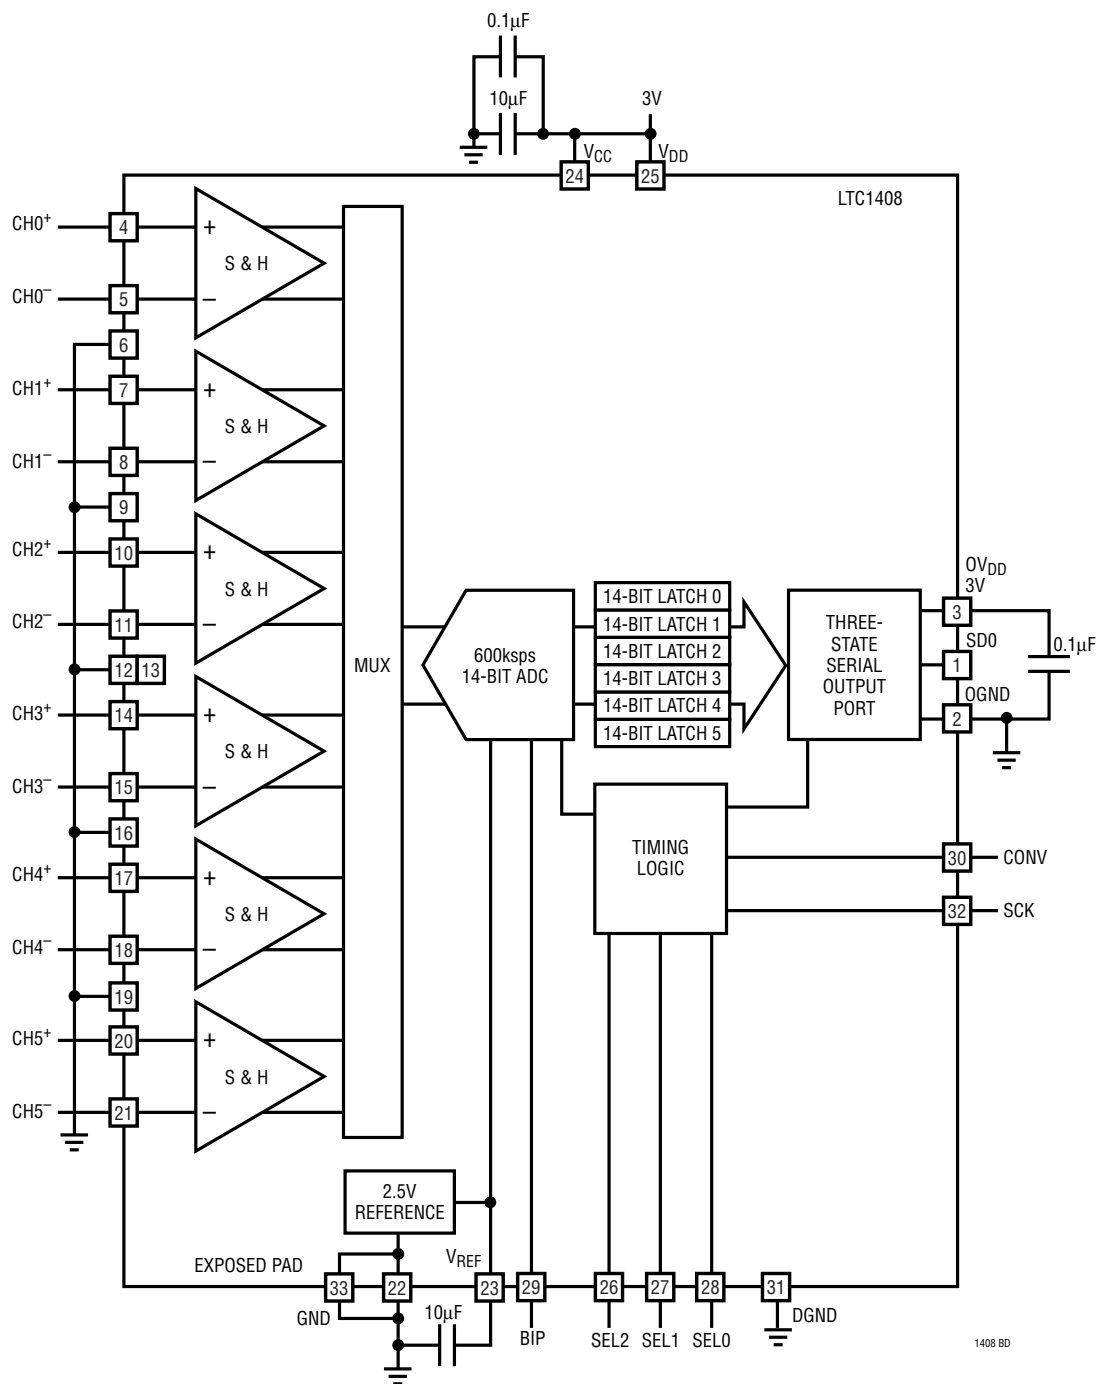 0.1µF
10µF
3V
VCC
VDD
24
25
LTC1408
CH0+
4
+
S & H
CH0–
5
–
6
CH1+
7
+
S & H
CH1–
8
–
9
CH2+
10
+
S & H
CH2–
11
–
12
13
CH3+
14
+
S & H
CH3–
15
–
16
CH4+
17
+
S & H
CH4–
18
–
19
CH5+
20
+
S & H
CH5–
21
–
MUX
600ksps
14-BIT ADC
14-BIT LATCH 0
14-BIT LATCH 1
14-BIT LATCH 2
14-BIT LATCH 3
14-BIT LATCH 4
14-BIT LATCH 5
THREE-
STATE
SERIAL
OUTPUT
PORT
OVDD
3V
3
SD0
1
0.1µF
OGND
2
TIMING
LOGIC
30
CONV
32
SCK
2.5V
REFERENCE
EXPOSED PAD
VREF
33
22
23
29
26
27
28
31
GND
10µF
BIP
SEL2
SEL1
SEL0
DGND
1408 BD